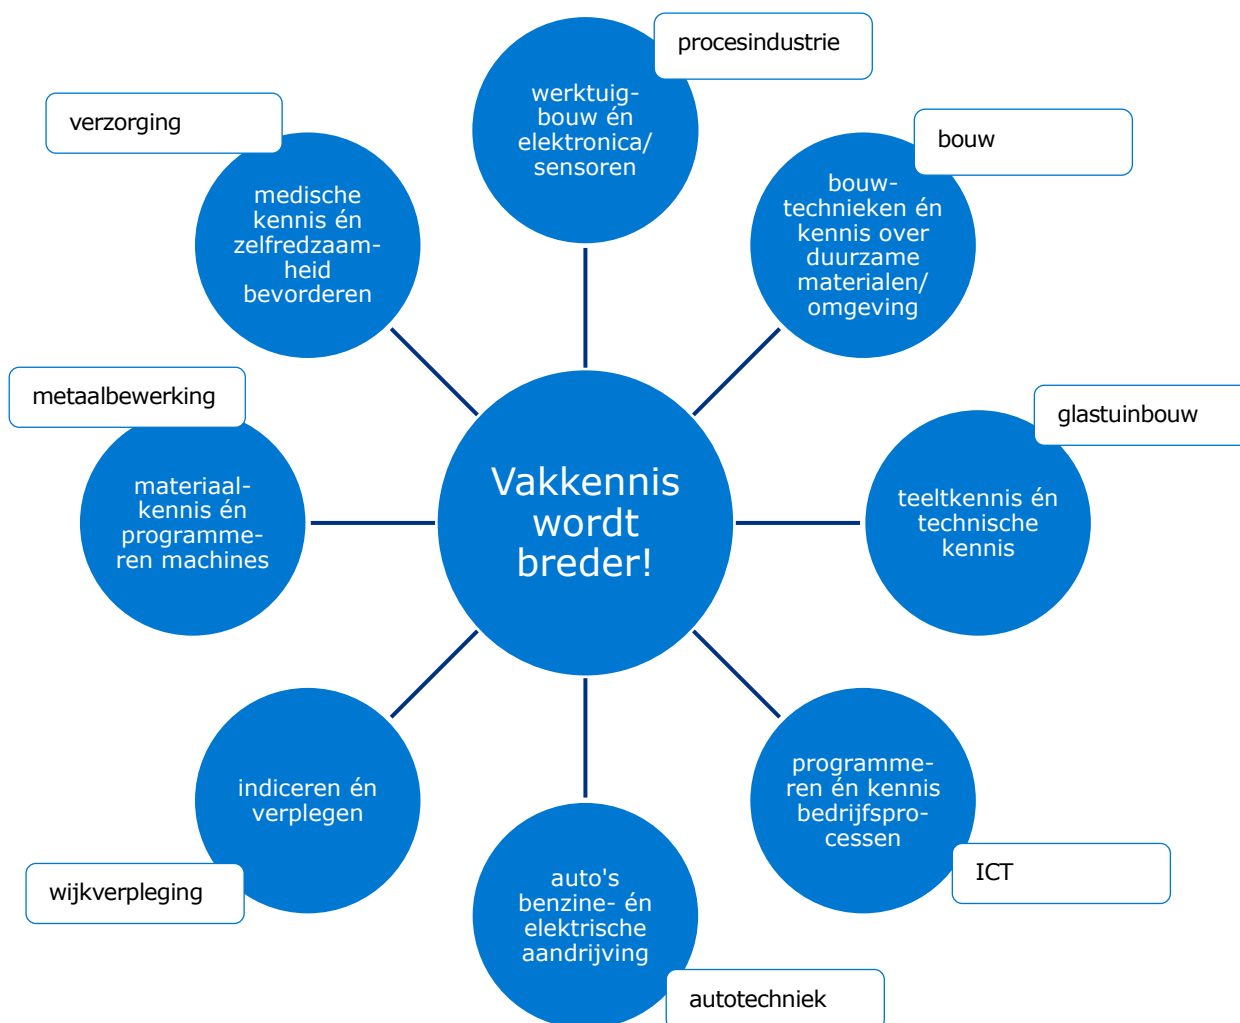 procesindustrie
werktuig-
bouw én
elektronica/
sensoren
bouw
bouw-
technieken én
kennis over
duurzame
materialen/
omgeving
glastuinbouw
teeltkennis én
technische
kennis
programme-
ren én kennis
bedrijfspro-
cessen
ICT
auto's
benzine- én
elektrische
aandrijving
autotechniek
indiceren én
verplegen
wijkverpleging
metaalbewerking
materiaal-
kennis én
programme-
ren machines
verzorging
medische
kennis én
zelfredzaam-
heid
bevorderen
Vakkennis
wordt
breder!